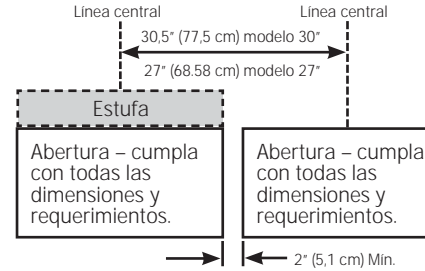 Línea central
Línea central
30,5″ (77,5 cm) modelo 30″
27″ (68.58 cm) modelo 27″
Estufa
Abertura – cumpla
con todas las
dimensiones y
requerimientos.
Abertura – cumpla
con todas las
dimensiones y
requerimientos.
2″ (5,1 cm) Mín.